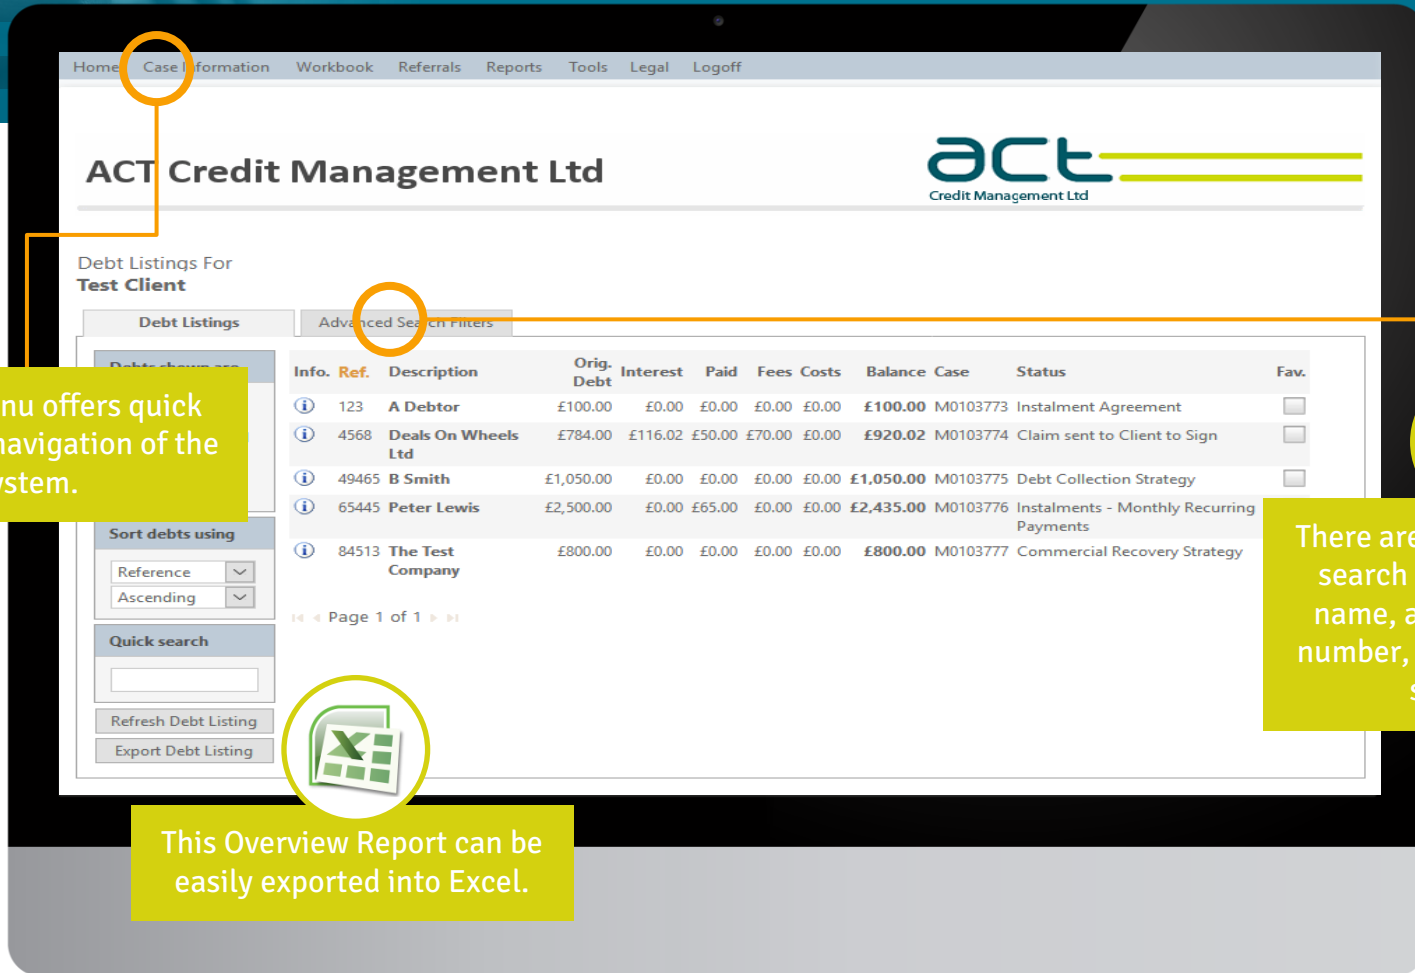 Home Case Information Workbook Referrals Reports Tools Legal Logoff
ACT Credit Management Ltd
act
Credit Management Ltd
Debt Listings For
Test Client
Debt Listings Advanced Search Filters
Debts shown are
nu offers quick
navigation of the
ystem.
Sort debts using
Reference
Ascending
Quick search
Refresh Debt Listing
Export Debt Listing
Info. Ref. Description Orig. Debt Interest Paid Fees Costs Balance Case Status Fav.
123 A Debtor £100.00 £0.00 £0.00 £0.00 £0.00 £100.00 M0103773 Instalment Agreement
4568 Deals On Wheels £784.00 £116.02 £50.00 £70.00 £0.00 £920.02 M0103774 Claim sent to Client to Sign
Ltd
49465 B Smith £1,050.00 £0.00 £0.00 £0.00 £0.00 £1,050.00 M0103775 Debt Collection Strategy
65445 Peter Lewis £2,500.00 £0.00 £65.00 £0.00 £0.00 £2,435.00 M0103776 Instalments - Monthly Recurring
Payments
84513 The Test £800.00 £0.00 £0.00 £0.00 £0.00 £800.00 M0103777 Commercial Recovery Strategy
Company
Page 1 of 1
There are
search
name, a
number,
s
This Overview Report can be
easily exported into Excel.